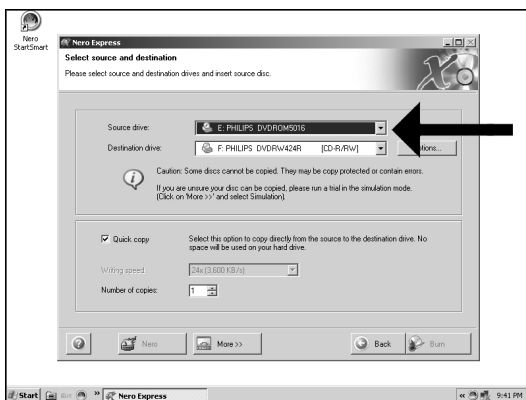 Nero
StartSmart
Nero Express
Select source and destination
Please select source and destination drives and insert source disc.
Source drive:
E: PHILIPS DVDROM5016
Destination drive:
F: PHILIPS DVDRW424R [CD-R/RW]
Caution: Some discs cannot be copied. They may be copy protected or contain errors.
If you are unsure your disc can be copied, please run a trial in the simulation mode.
(Click on 'More >>' and select Simulation).
Quick copy
Select this option to copy directly from the source to the destination drive. No
space will be used on your hard drive.
Writing speed:
24x (3,600 KB/s)
Number of copies:
1
Nero
More >>
Back
Burn
Start
»
Nero Express
«
9:41 PM